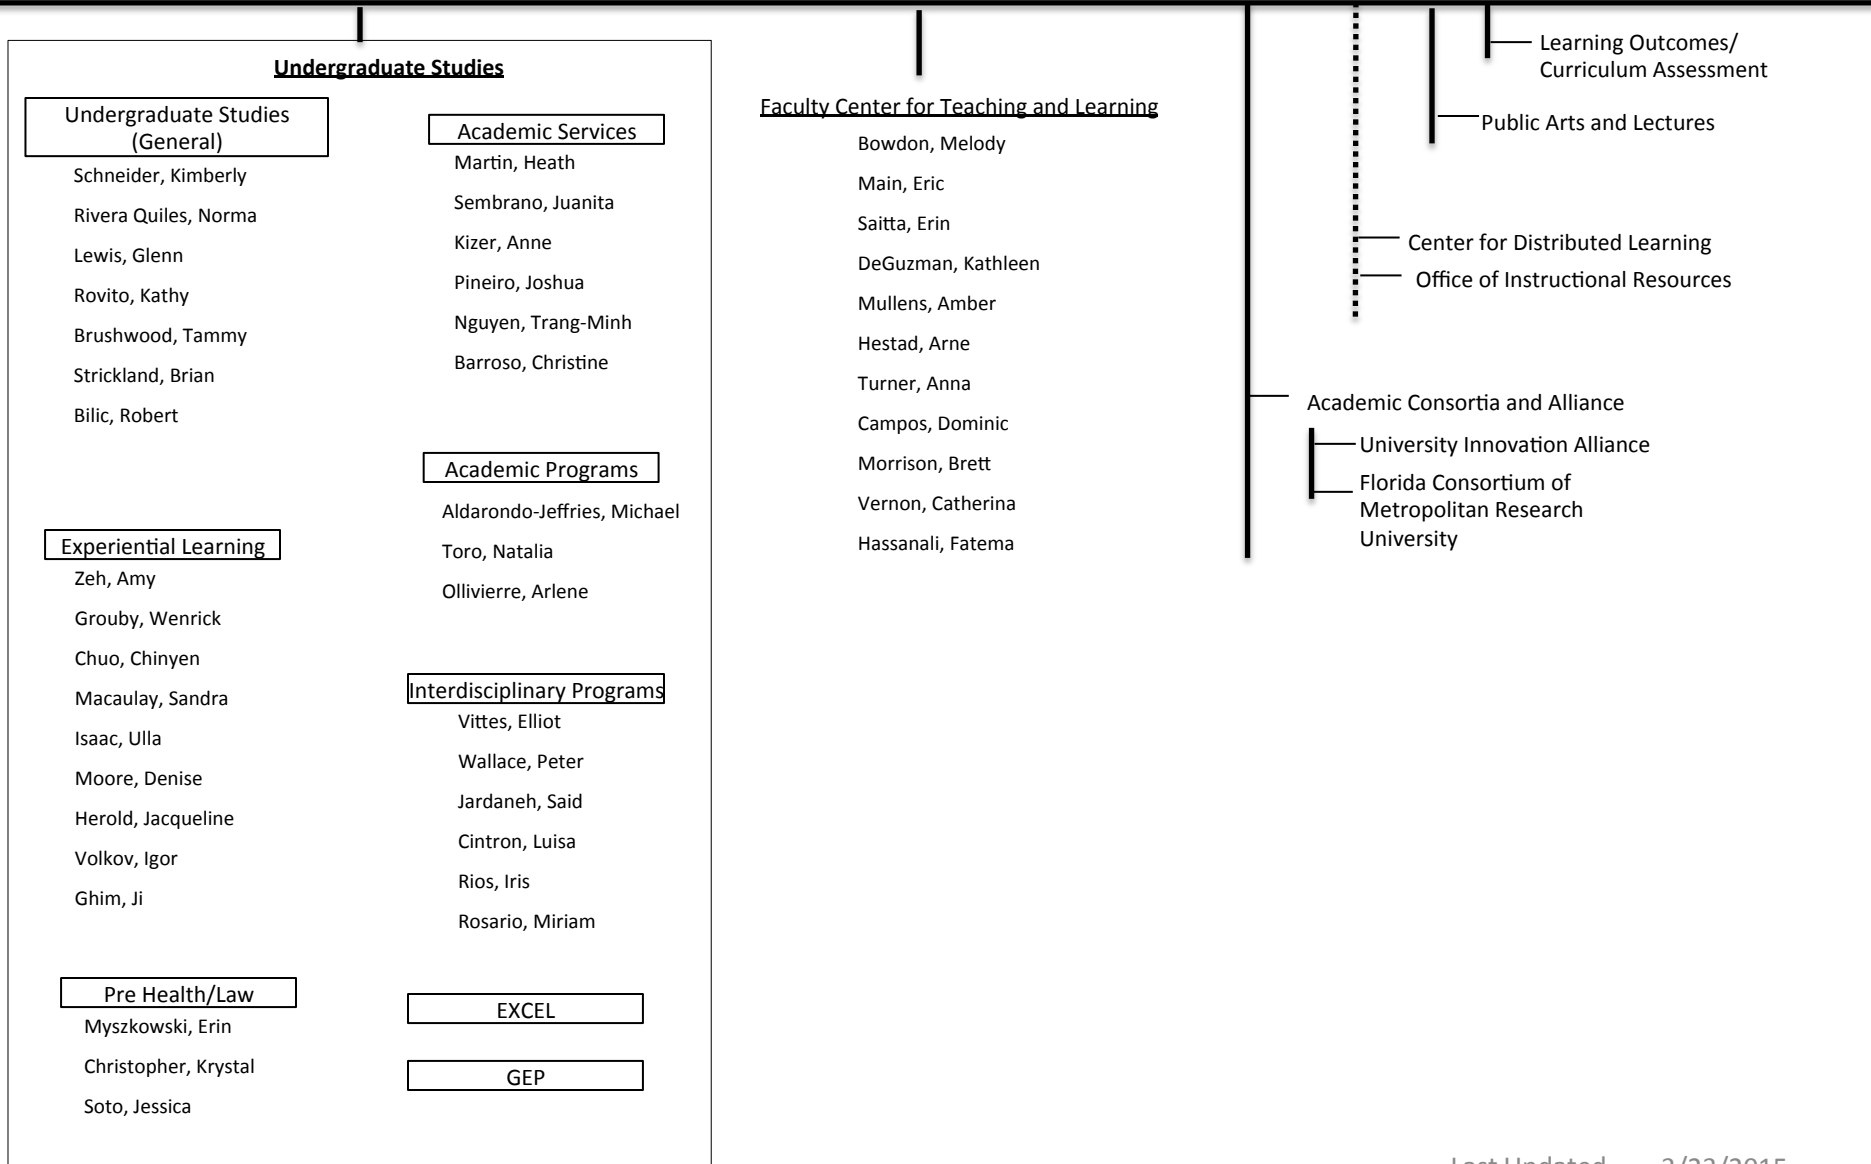 Undergraduate Studies
Undergraduate Studies
(General)
Schneider, Kimberly
Rivera Quiles, Norma
Lewis, Glenn
Rovito, Kathy
Brushwood, Tammy
Strickland, Brian
Bilic, Robert
Experiential Learning
Zeh, Amy
Grouby, Wenrick
Chuo, Chinyen
Macaulay, Sandra
Isaac, Ulla
Moore, Denise
Herold, Jacqueline
Volkov, Igor
Ghim, Ji
Pre Health/Law
Myszkowski, Erin
Christopher, Krystal
Soto, Jessica
Academic Services
Martin, Heath
Sembrano, Juanita
Kizer, Anne
Pineiro, Joshua
Nguyen, Trang-Minh
Barroso, Christine
Academic Programs
Aldarondo-Jeffries, Michael
Toro, Natalia
Ollivierre, Arlene
Interdisciplinary Programs
Vittes, Elliot
Wallace, Peter
Jardaneh, Said
Cintron, Luisa
Rios, Iris
Rosario, Miriam
EXCEL
GEP
Faculty Center for Teaching and Learning
Bowdon, Melody
Main, Eric
Saitta, Erin
DeGuzman, Kathleen
Mullens, Amber
Hestad, Arne
Turner, Anna
Campos, Dominic
Morrison, Brett
Vernon, Catherina
Hassanali, Fatema
Learning Outcomes/
Curriculum Assessment
Public Arts and Lectures
Center for Distributed Learning
Office of Instructional Resources
Academic Consortia and Alliance
University Innovation Alliance
Florida Consortium of
Metropolitan Research
University
Last Updated 3/23/2015